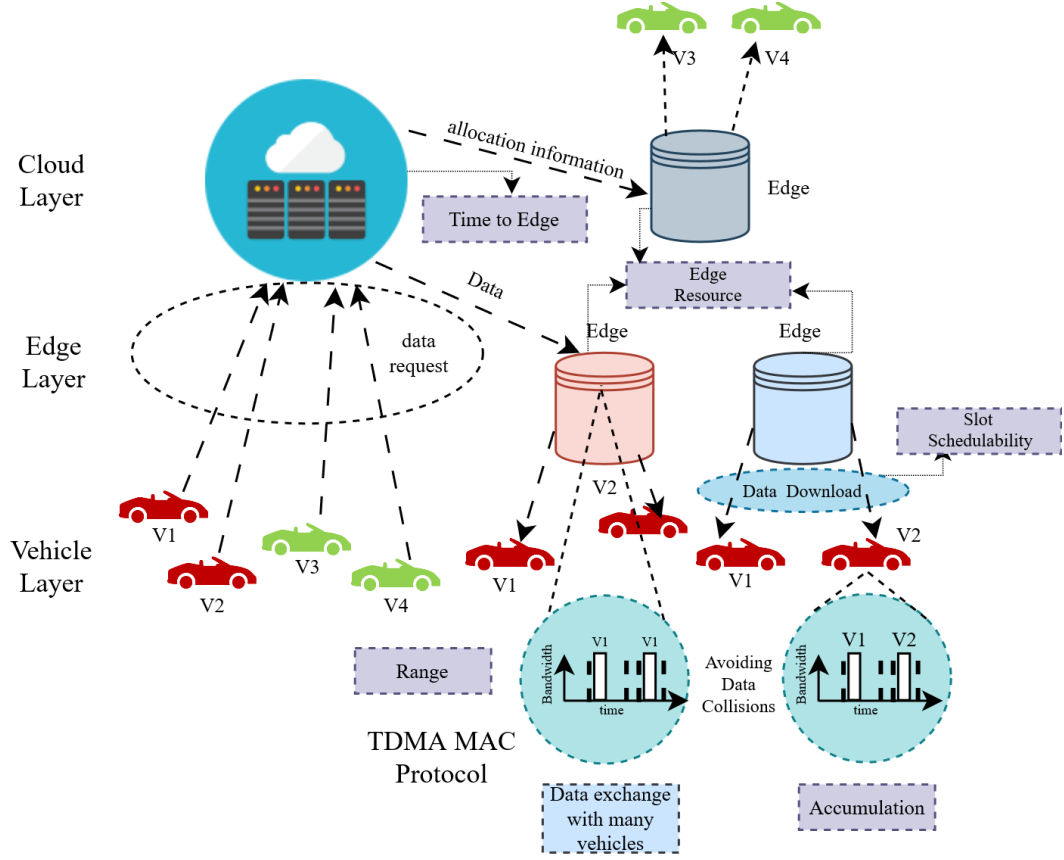 V3
V4
allocation information
Cloud
Layer
Edge
Time to Edge
Edge
Resource
Data
Edge
Layer
data
request
Edge
Edge
Slot
Schedulability
V2
Data Download
V1
Vehicle
Layer
V3
V2
V4
V1
V1
V2
Range
Bandwidth
V1
V1
time
Avoiding
Data
Collisions
Bandwidth
V1
V2
time
TDMA MAC
Protocol
Data exchange
with many
vehicles
Accumulation